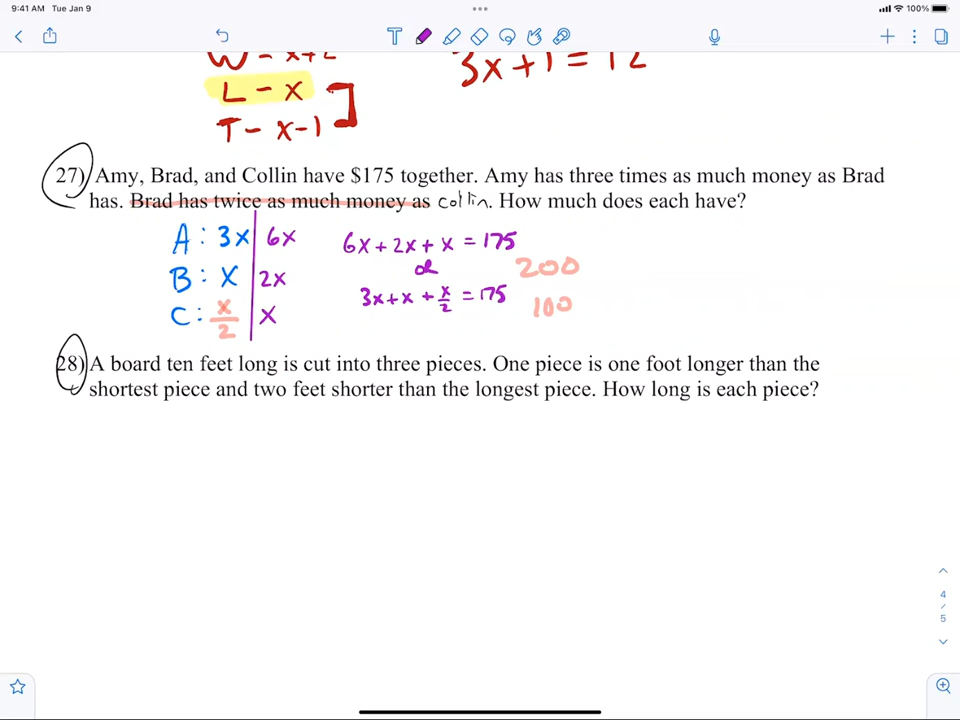 9:41 AM Tue Jan 9
100%
W - x+2
3x + 1 = 12
L - x
T - x-1
27) Amy, Brad, and Collin have $175 together. Amy has three times as much money as Brad
has. Brad has twice as much money as collin. How much does each have?
A: 3x 6x 6x + 2x + x = 175
or
B: x 2x 200
3x + x + x/2 = 175
C: x/2 x 100
28) A board ten feet long is cut into three pieces. One piece is one foot longer than the
shortest piece and two feet shorter than the longest piece. How long is each piece?
4
/
5